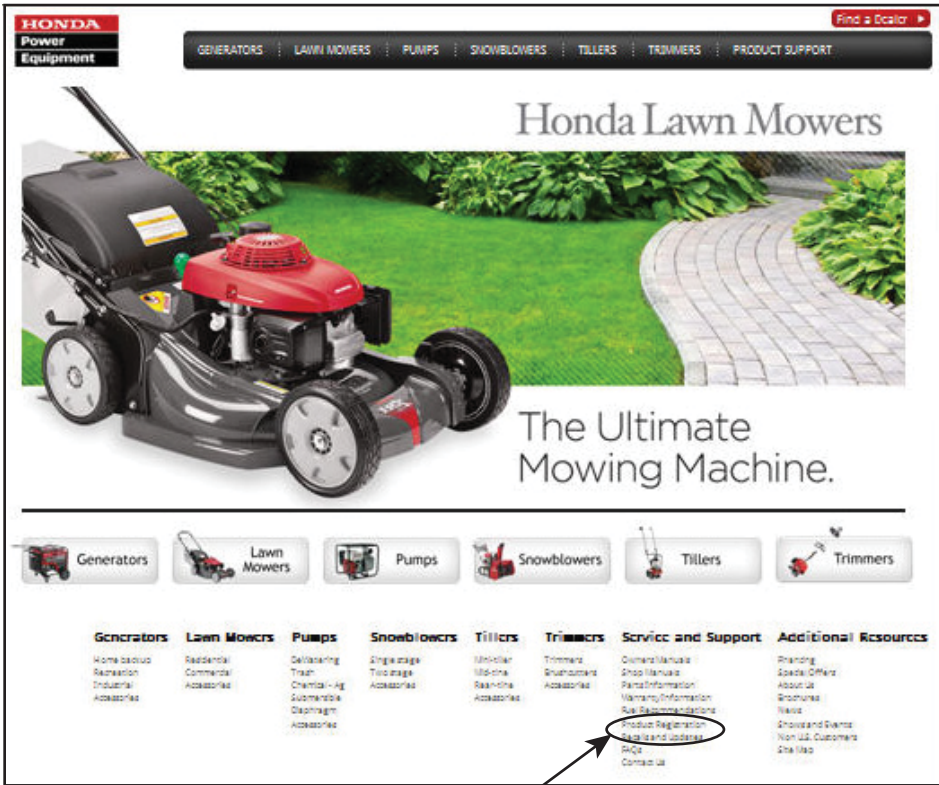 HONDA
Power
Equipment
Find a Dealer
GENERATORS LAWN MOWERS PUMPS SNOWBLOWERS TILLERS TRIMMERS PRODUCT SUPPORT
Honda Lawn Mowers
The Ultimate
Mowing Machine.
Generators
Lawn
Mowers
Pumps
Snowblowers
Tillers
Trimmers
Generators
Home backup
Recreation
Industrial
Accessories
Lawn Mowers
Residential
Commercial
Accessories
Pumps
DeWatering
Trash
Chemical - Ag
Submersible
Diaphragm
Accessories
Snowblowers
Single stage
Two stage
Accessories
Tillers
Mini-tiller
Mid-tine
Rear-tine
Accessories
Trimmers
Trimmers
Brushcutters
Accessories
Service and Support
Owners Manuals
Shop Manuals
Parts Information
Warranty Information
Fuel Recommendations
Product Registration
Recalls and Updates
FAQs
Contact Us
Additional Resources
Financing
Special Offers
About Us
Brochures
News
Shows and Events
Non U.S. Customers
Site Map